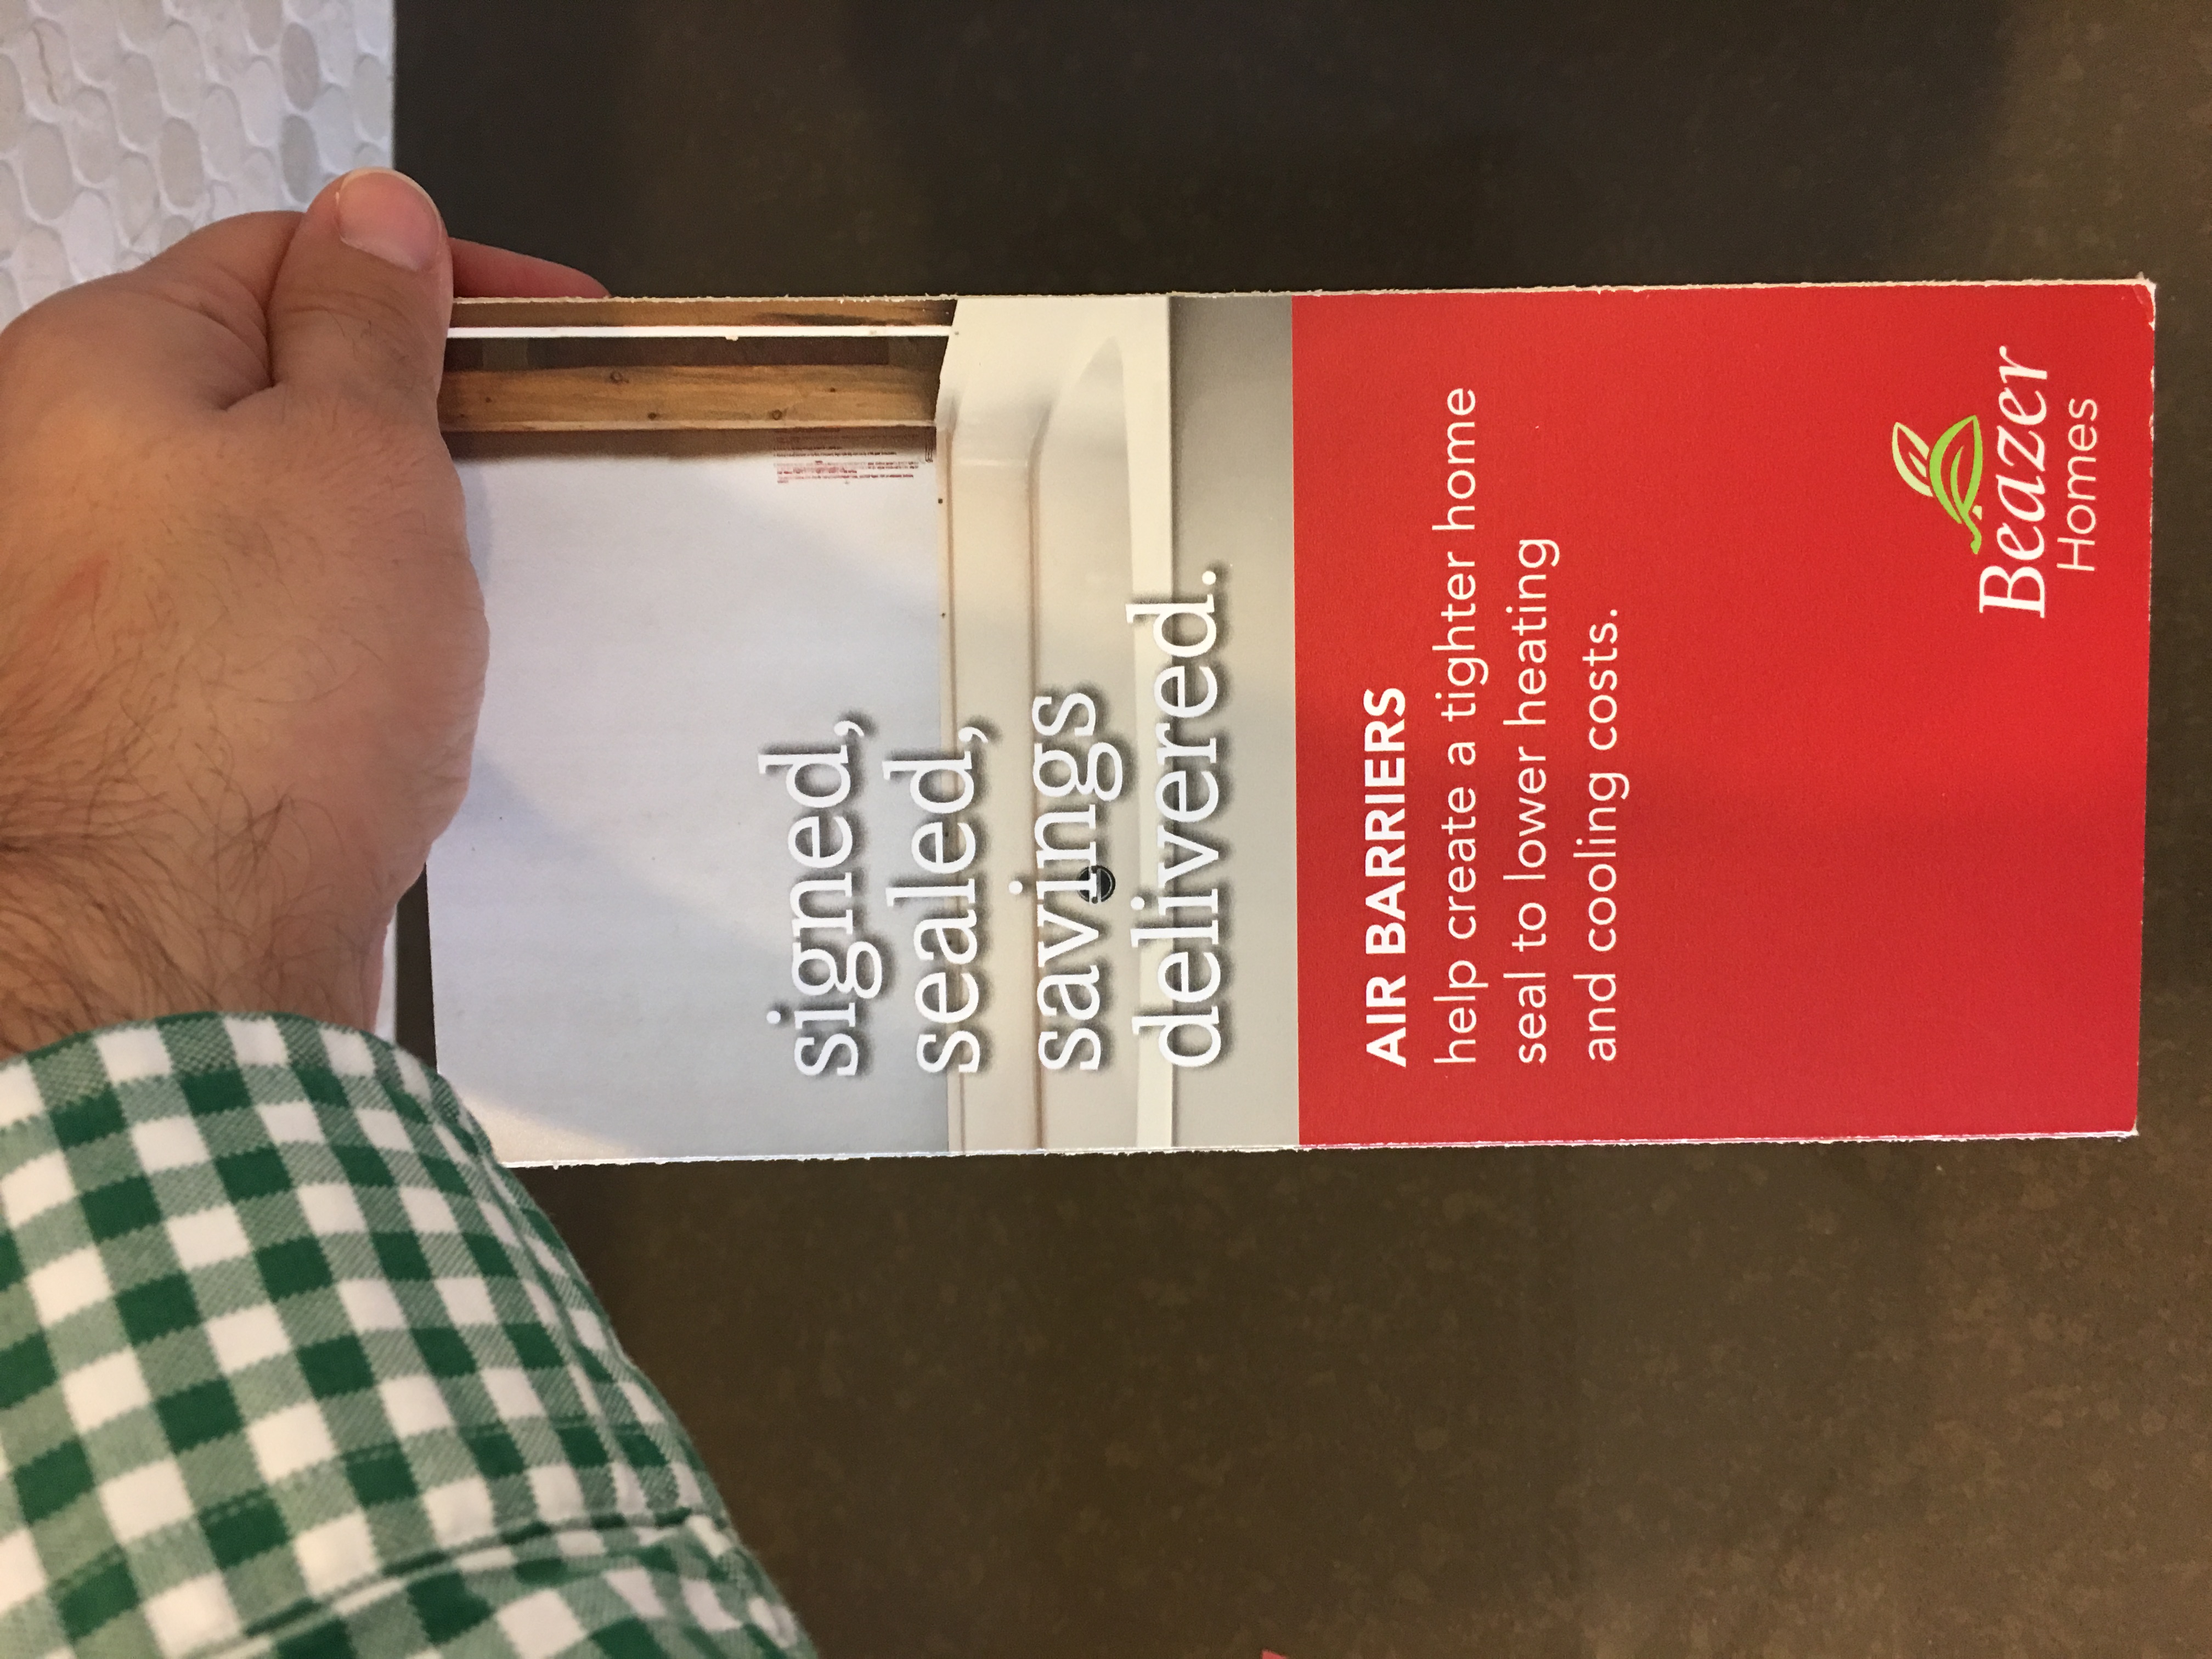 signed,
sealed,
savings
delivered.
AIR BARRIERS
help create a tighter home
seal to lower heating
and cooling costs.
Beazer
Homes